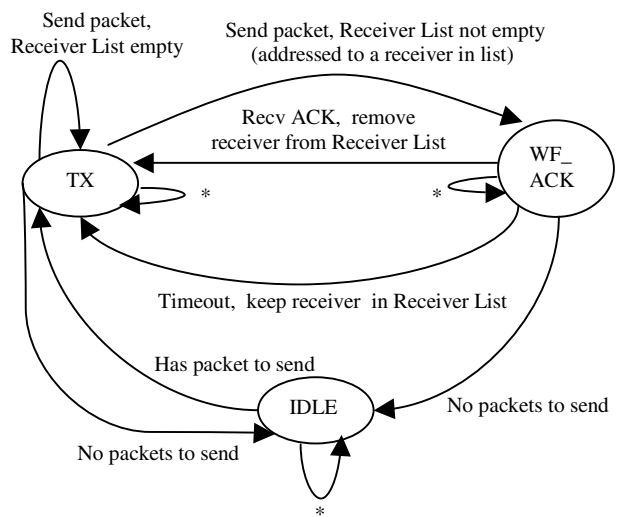 Send packet,
Receiver List empty
Send packet, Receiver List not empty
(addressed to a receiver in list)
Recv ACK, remove
receiver from Receiver List
TX
WF_
ACK
*
*
Timeout, keep receiver in Receiver List
Has packet to send
IDLE
No packets to send
No packets to send
*